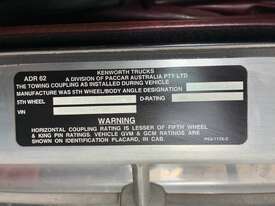 ADR 62
KENWORTH TRUCKS
A DIVISION OF PACCAR AUSTRALIA PTY LTD
THE TOWING COUPLING AS INSTALLED DURING VEHICLE
MANUFACTURE WAS 5TH WHEEL/BODY ANGLE DESIGNATION
5TH WHEEL D-RATING
VIN
WARNING
HORIZONTAL COUPLING RATING IS LESSER OF FIFTH WHEEL
& KING PIN RATINGS. VEHICLE GVM & GCM RATINGS ARE
SHOWN ON IDENTIFICATION PLACARD, IN CAB.